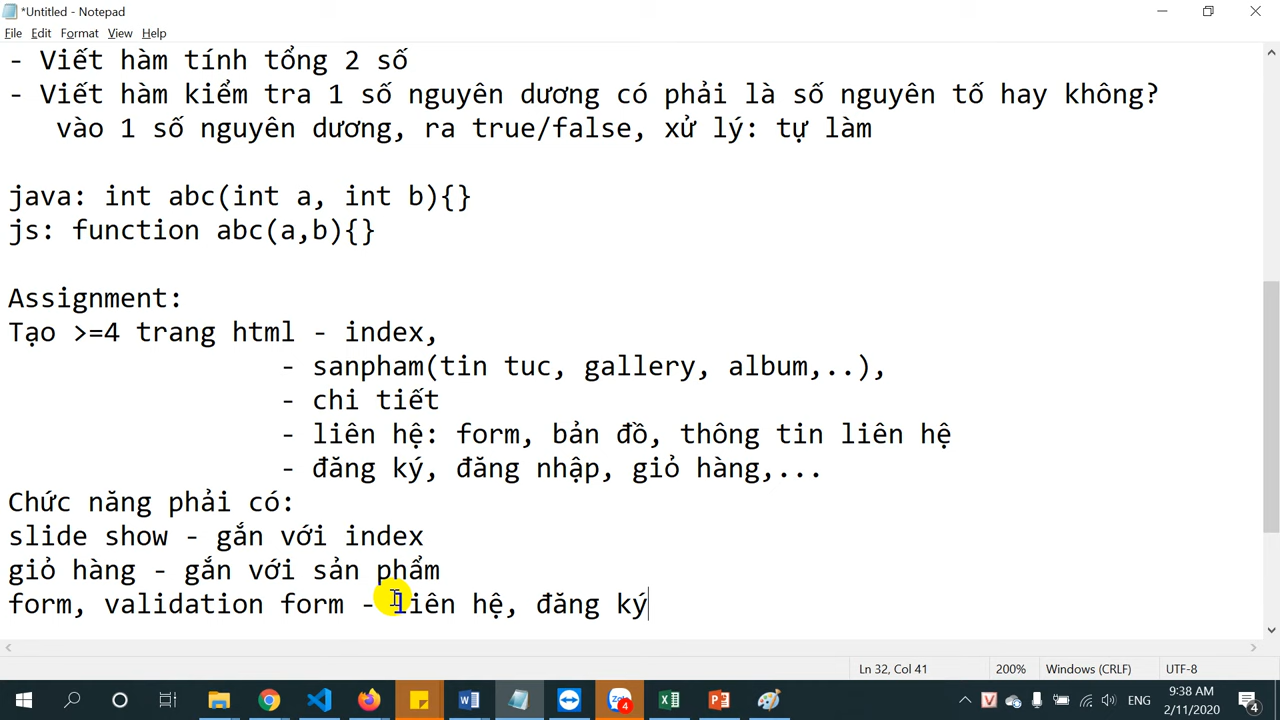 *Untitled - Notepad
File Edit Format View Help
- Viết hàm tính tổng 2 số
- Viết hàm kiểm tra 1 số nguyên dương có phải là số nguyên tố hay không?
vào 1 số nguyên dương, ra true/false, xử lý: tự làm
java: int abc(int a, int b){}
js: function abc(a,b){}
Assignment:
Tạo >=4 trang html - index,
- sanpham(tin tuc, gallery, album,..),
- chi tiết
- liên hệ: form, bản đồ, thông tin liên hệ
- đăng ký, đăng nhập, giỏ hàng,...
Chức năng phải có:
slide show - gắn với index
giỏ hàng - gắn với sản phẩm
form, validation form - liên hệ, đăng ký
Ln 32, Col 41 200% Windows (CRLF) UTF-8
Zalo 4 ENG 9:38 AM 4
2/11/2020